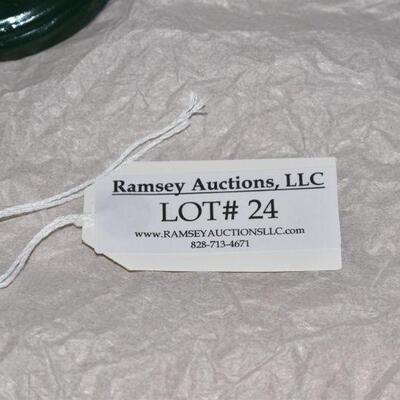 Ramsey Auctions, LLC
LOT# 24
www.RAMSEYAUCTIONSLLC.com
828-713-4671